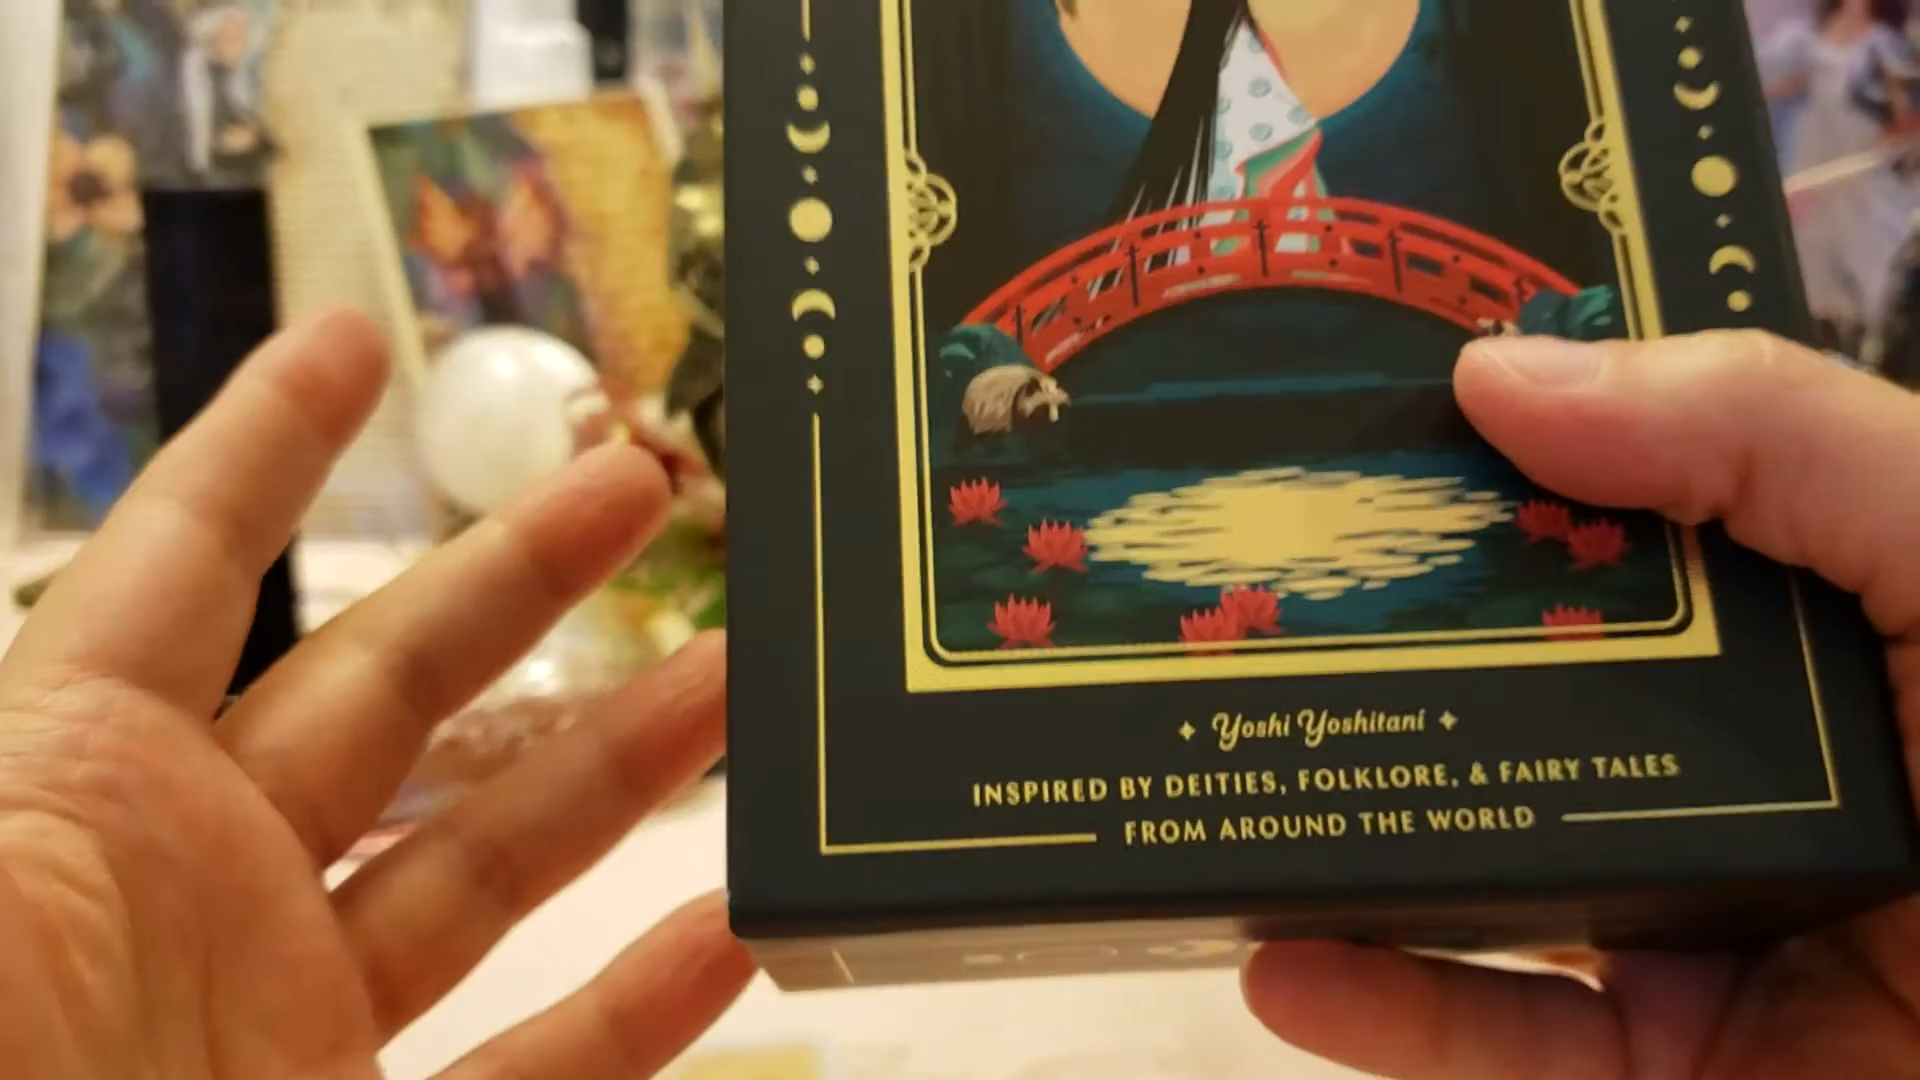 Yoshi Yoshitani
INSPIRED BY DEITIES, FOLKLORE, & FAIRY TALES
FROM AROUND THE WORLD